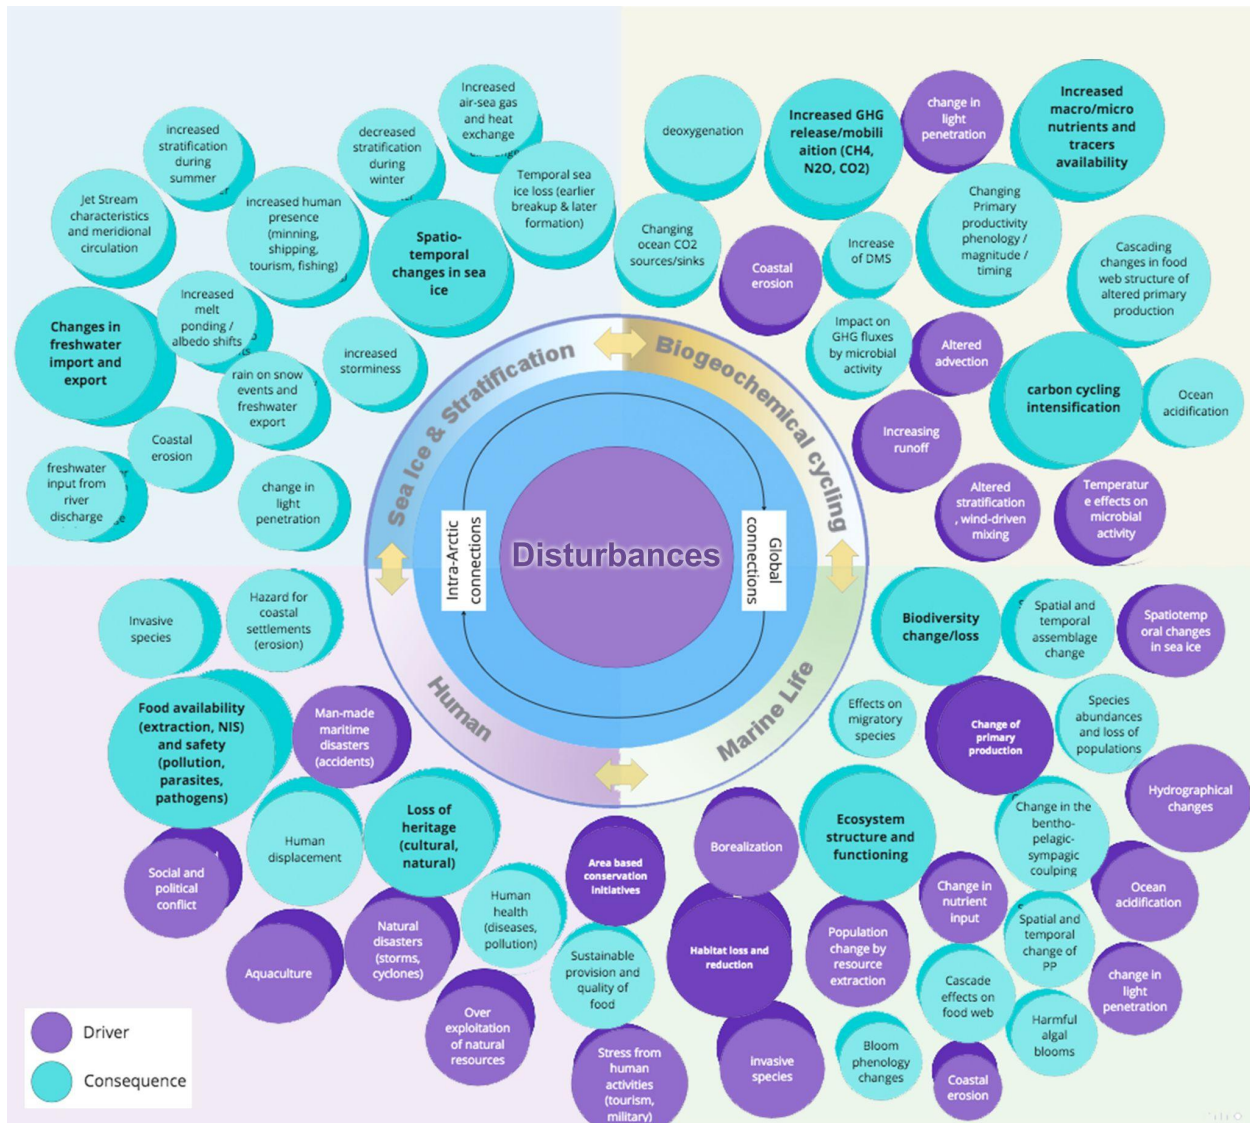 Increased
air-sea gas
and heat
exchange
increased
stratification
during
summer
decreased
stratification
during
winter
Jet Stream
characteristics
and meridional
circulation
increased human
presence
(minning,
shipping,
tourism, fishing)
Temporal sea
ice loss (earlier
breakup & later
formation)
Spatio-
temporal
changes in sea
ice
Increased
melt
ponding /
albedo shifts
Changes in
freshwater
import and
export
increased
storminess
rain on snow
events and
freshwater
export
Coastal
erosion
freshwater
input from
river
discharge
change in
light
penetration
deoxygenation
Increased GHG
release/mobili
aition (CH4,
N2O, CO2)
change in
light
penetration
Increased
macro/micro
nutrients and
tracers
availability
Changing
ocean CO2
sources/sinks
Coastal
erosion
Increase
of DMS
Changing
Primary
productivity
phenology /
magnitude /
timing
Cascading
changes in food
web structure of
altered primary
production
Impact on
GHG fluxes
by microbial
activity
Altered
advection
carbon cycling
intensification
Ocean
acidification
Increasing
runoff
Altered
stratification
, wind-driven
mixing
Temperatur
e effects on
microbial
activity
Sea Ice & Stratification
Biogeochemical cycling
Human
Marine Life
Intra-Arctic
connections
Disturbances
Global
connections
Invasive
species
Hazard for
coastal
settlements
(erosion)
Food availability
(extraction, NIS)
and safety
(pollution,
parasites,
pathogens)
Man-made
maritime
disasters
(accidents)
Human
displacement
Loss of
heritage
(cultural,
natural)
Social and
political
conflict
Human
health
(diseases,
pollution)
Area based
conservation
initiatives
Aquaculture
Natural
disasters
(storms,
cyclones)
Sustainable
provision and
quality of
food
Over
exploitation
of natural
resources
Stress from
human
activities
(tourism,
military)
Biodiversity
change/loss
Spatial and
temporal
assemblage
change
Spatiotemp
oral changes
in sea ice
Effects on
migratory
species
Change of
primary
production
Species
abundances
and loss of
populations
Hydrographical
changes
Borealization
Ecosystem
structure and
functioning
Change in the
bentho-
pelagic-
sympagic
coulping
Change in
nutrient
input
Ocean
acidification
Habitat loss and
reduction
Population
change by
resource
extraction
Spatial and
temporal
change of
PP
Cascade
effects on
food web
change in
light
penetration
invasive
species
Bloom
phenology
changes
Harmful
algal
blooms
Coastal
erosion
Driver
Consequence